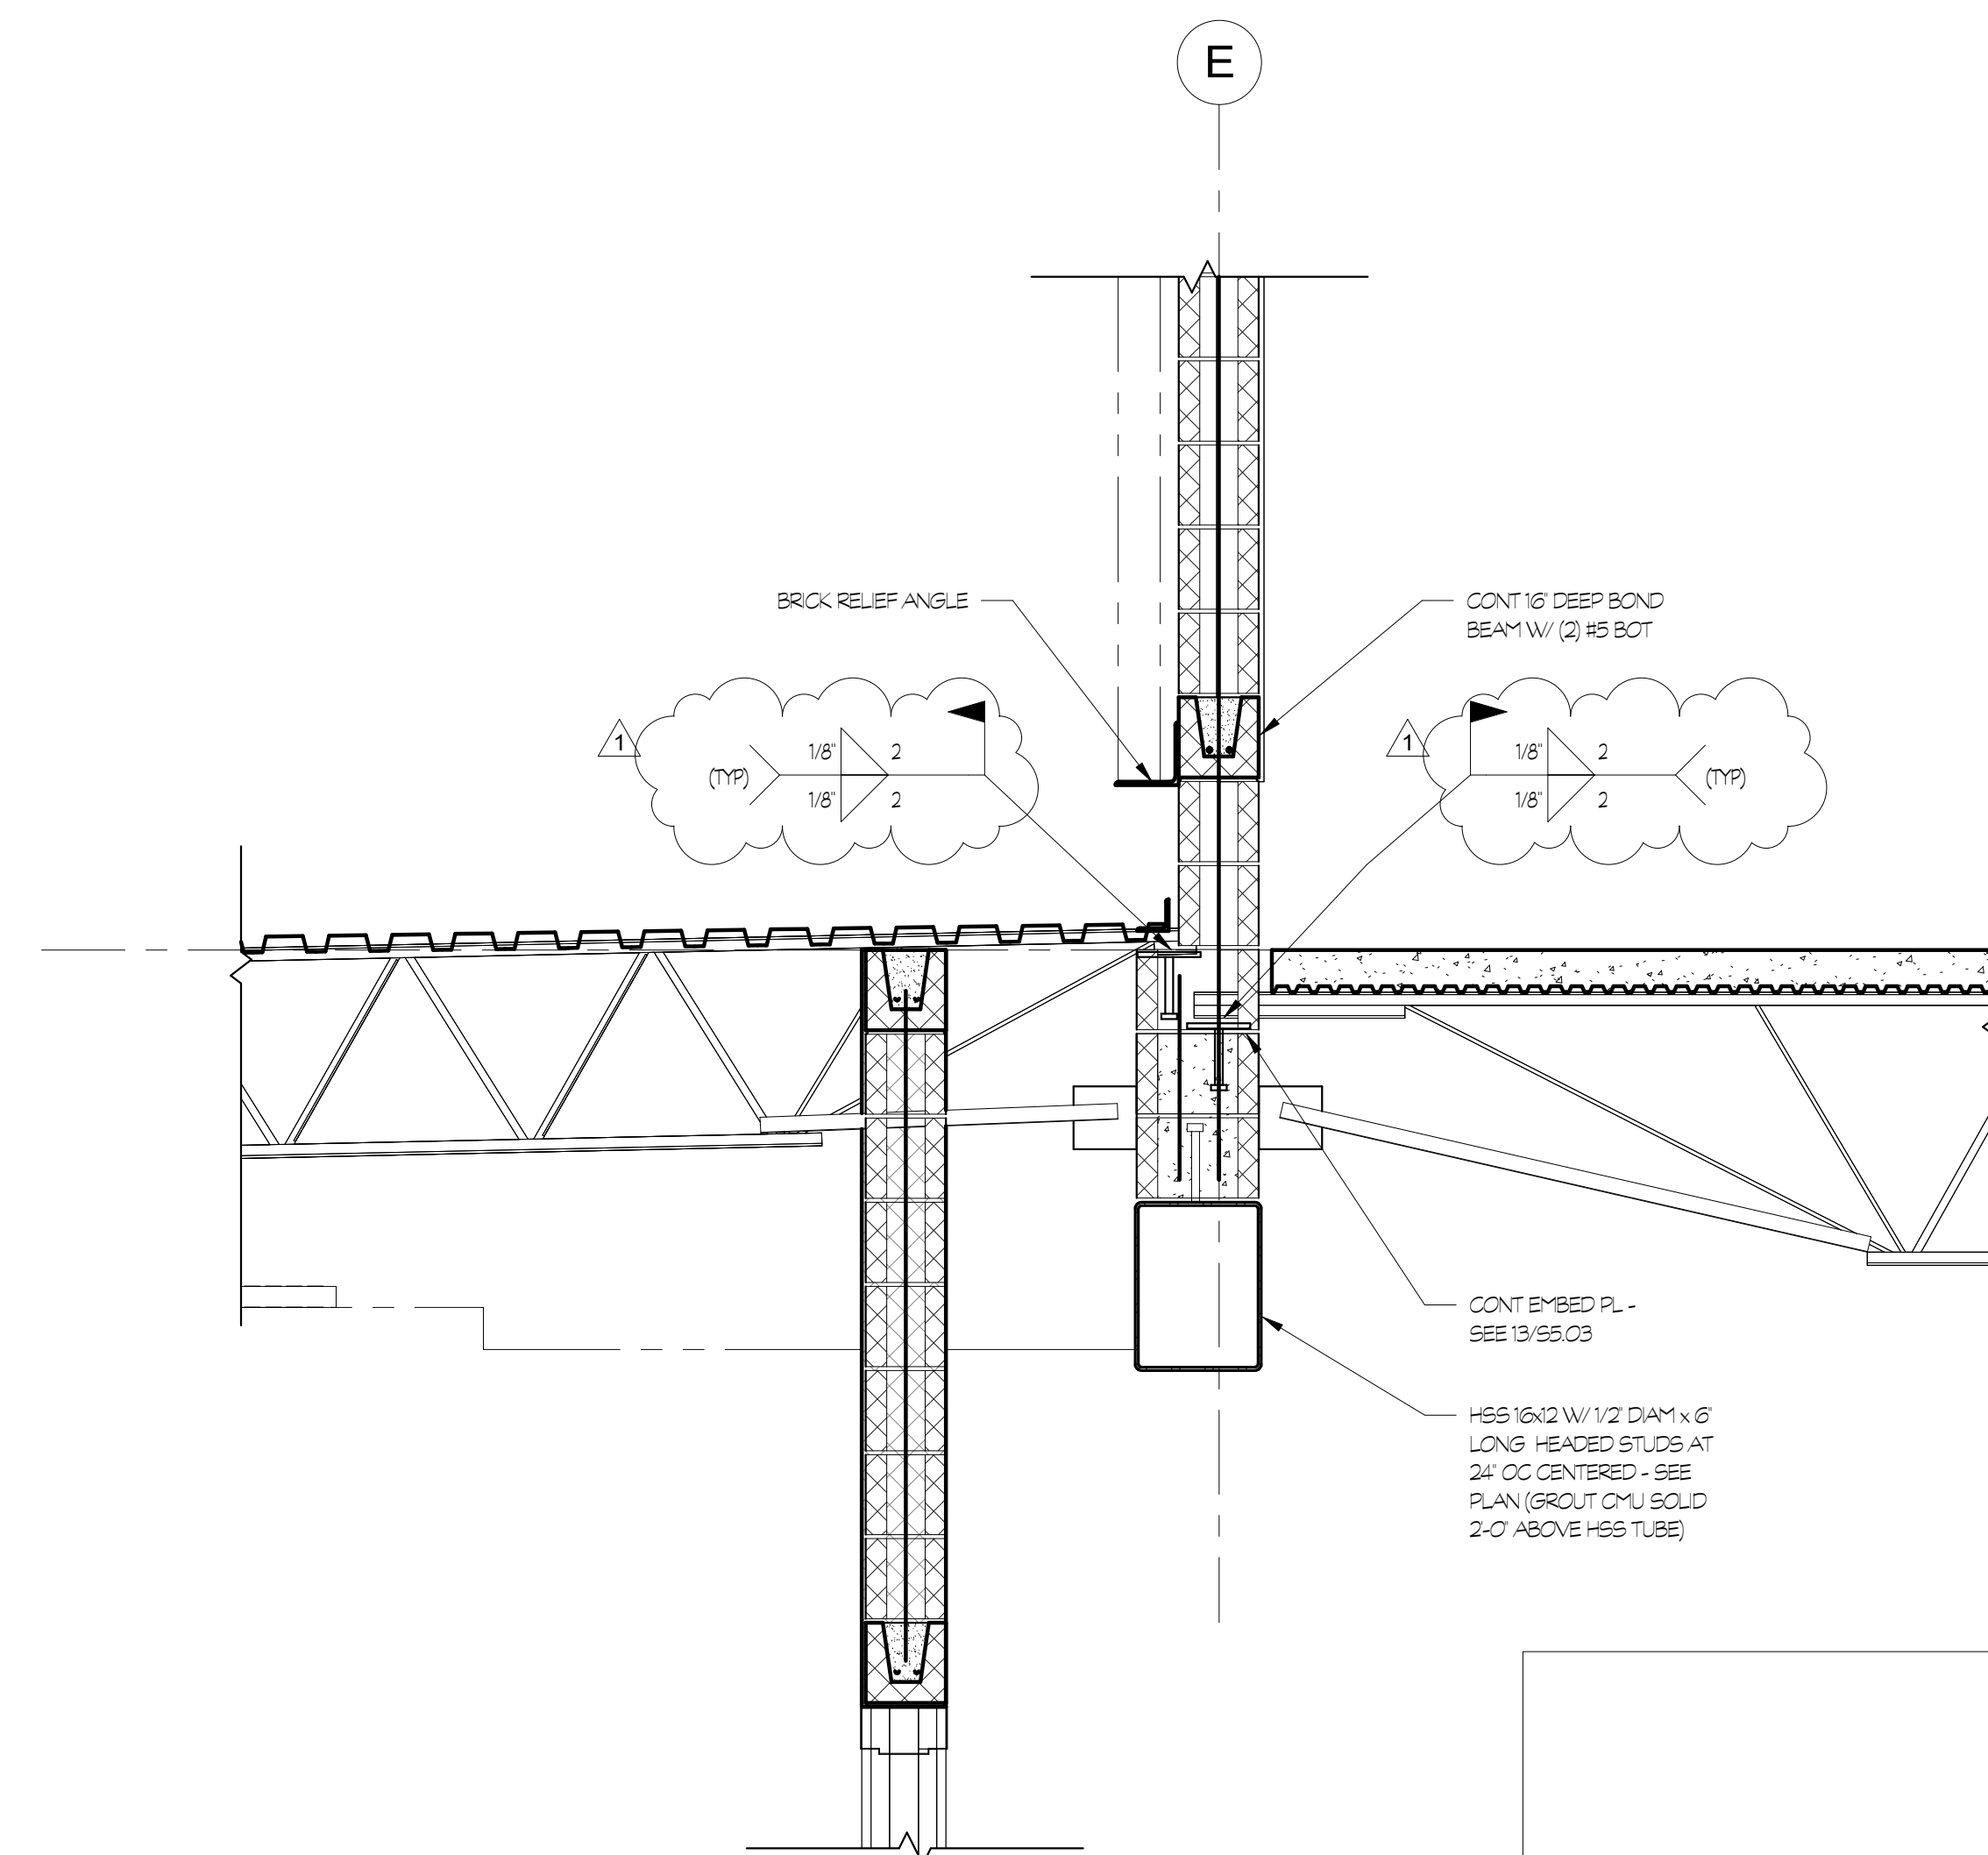 E
BRICK RELIEF ANGLE
CONT 16" DEEP BOND
BEAM W/ (2) #5 BOT
1
(TYP)
1/8"
2
1/8"
2
1
1/8"
2
1/8"
2
(TYP)
CONT EMBED PL -
SEE 13/S5.03
HSS 16x12 W/ 1/2" DIAM x 6"
LONG HEADED STUDS AT
24" OC CENTERED - SEE
PLAN (GROUT CMU SOLID
2'-0" ABOVE HSS TUBE)